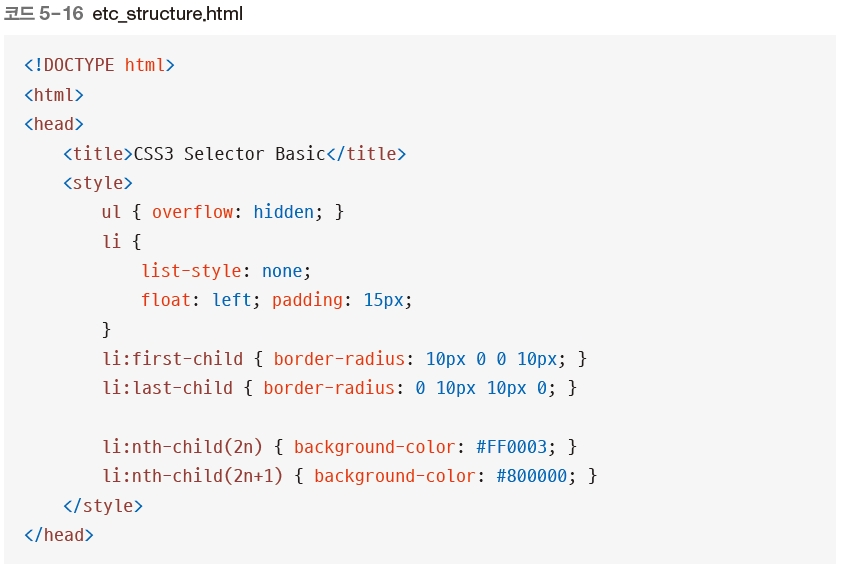 코드 5-16 etc_structure.html
<!DOCTYPE html>
<html>
<head>
    <title>CSS3 Selector Basic</title>
    <style>
        ul { overflow: hidden; }
        li {
            list-style: none;
            float: left; padding: 15px;
        }
        li:first-child { border-radius: 10px 0 0 10px; }
        li:last-child { border-radius: 0 10px 10px 0; }

        li:nth-child(2n) { background-color: #FF0003; }
        li:nth-child(2n+1) { background-color: #800000; }
    </style>
</head>